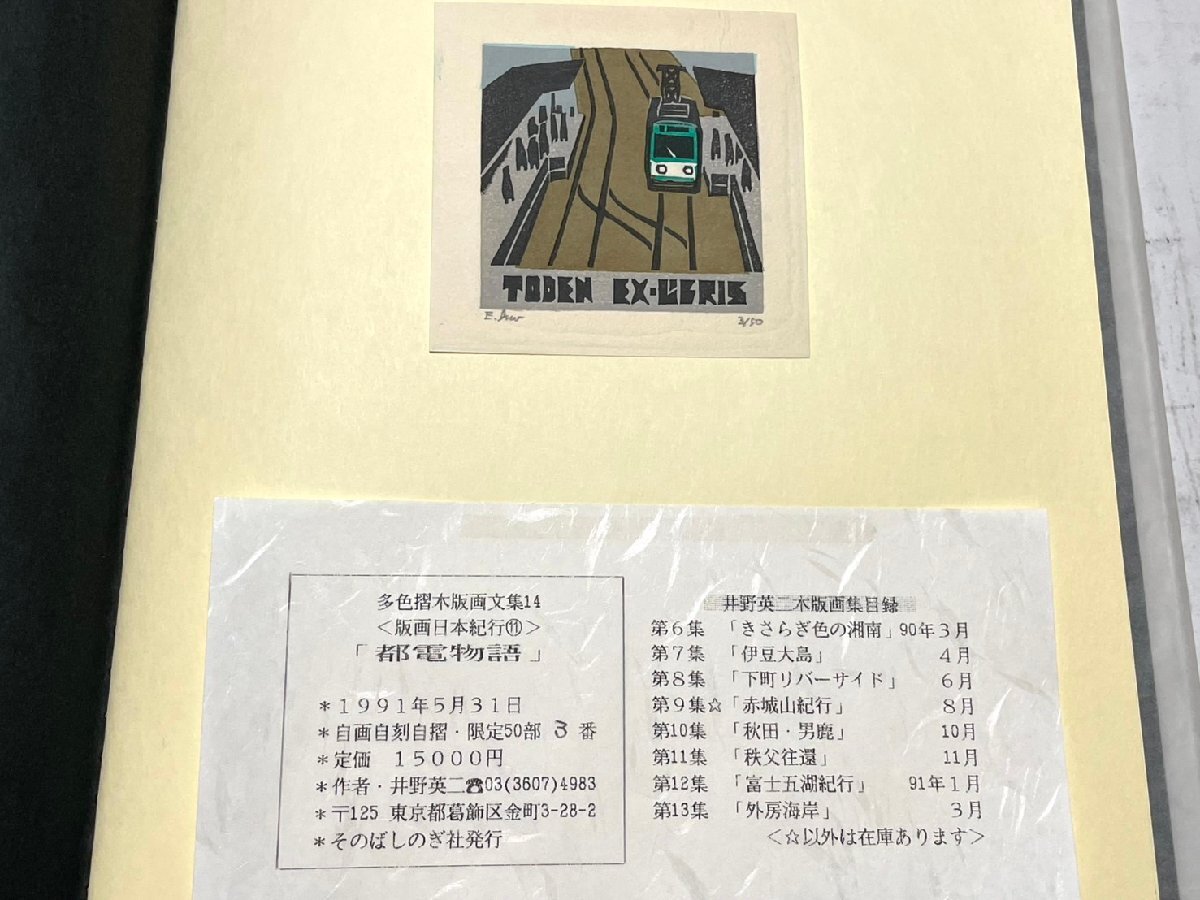 TODEN EX·LIBRIS
3/50
多色摺木版画文集14
<版画日本紀行⑪>
「都電物語」
*1991年5月31日
*自画自刻自摺・限定50部 3 番
*定価 15000円
*作者・井野英二☎03(3607)4983
*〒125 東京都葛飾区金町3-28-2
*そのばしのぎ社発行
井野英二木版画集目録
第6集 「きさらぎ色の湘南」90年3月
第7集 「伊豆大島」 4月
第8集 「下町リバーサイド」 6月
第9集☆「赤城山紀行」 8月
第10集 「秋田・男鹿」 10月
第11集 「秩父往還」 11月
第12集 「富士五湖紀行」 91年1月
第13集 「外房海岸」 3月
<☆以外は在庫あります>